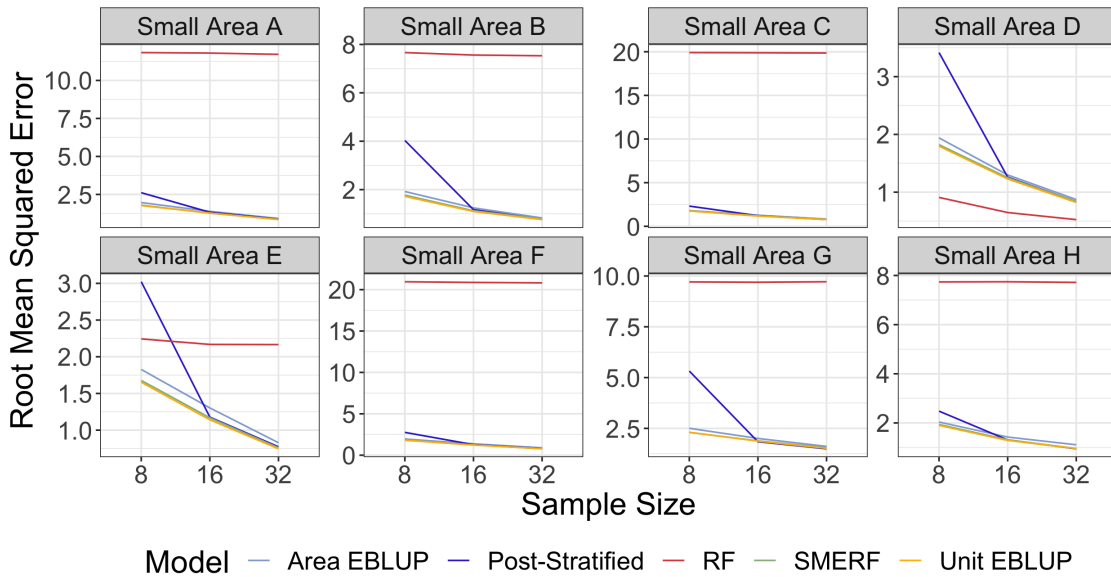 Small Area A Small Area B Small Area C Small Area D
10.0 7.5 5.0 2.5
8 6 4 2
20 15 10 5 0
3 2 1
Small Area E Small Area F Small Area G Small Area H
3.0 2.5 2.0 1.5 1.0
20 15 10 5 0
10.0 7.5 5.0 2.5
8 6 4 2
8 16 32 8 16 32 8 16 32 8 16 32
Root Mean Squared Error
Sample Size
Model Area EBLUP Post-Stratified RF SMERF Unit EBLUP